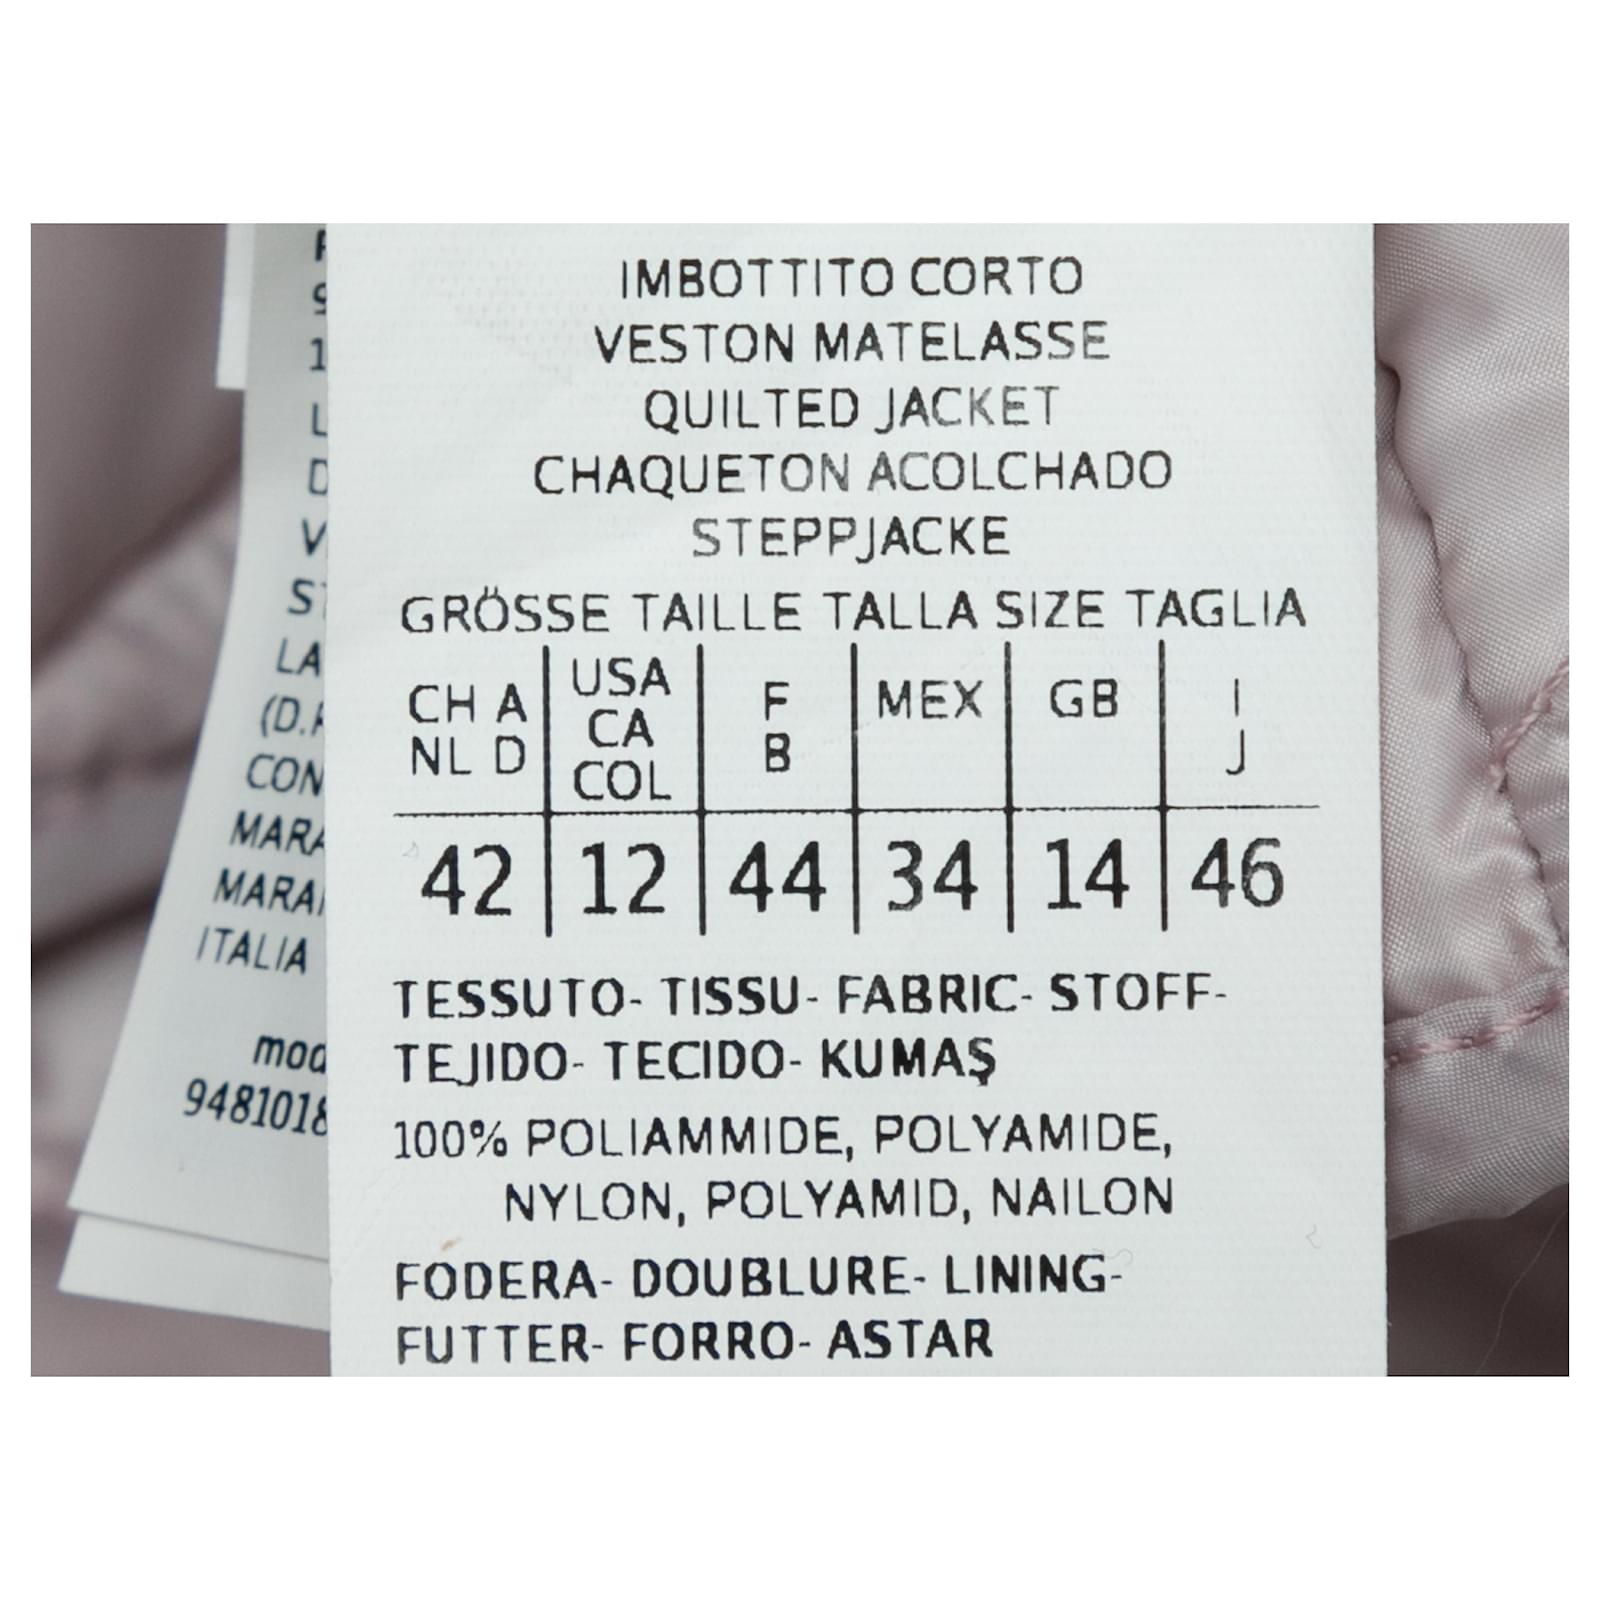 IMBOTTITO CORTO
VESTON MATELASSE
QUILTED JACKET
CHAQUETON ACOLCHADO
STEPPJACKE
GRÖSSE TAILLE TALLA SIZE TAGLIA
CH A NL D USA CA COL F B MEX GB I J
42 12 44 34 14 46
TESSUTO- TISSU- FABRIC- STOFF-
TEJIDO- TECIDO- KUMAŞ
100% POLIAMMIDE, POLYAMIDE,
NYLON, POLYAMID, NAILON
FODERA- DOUBLURE- LINING-
FUTTER- FORRO- ASTAR
ITALIA